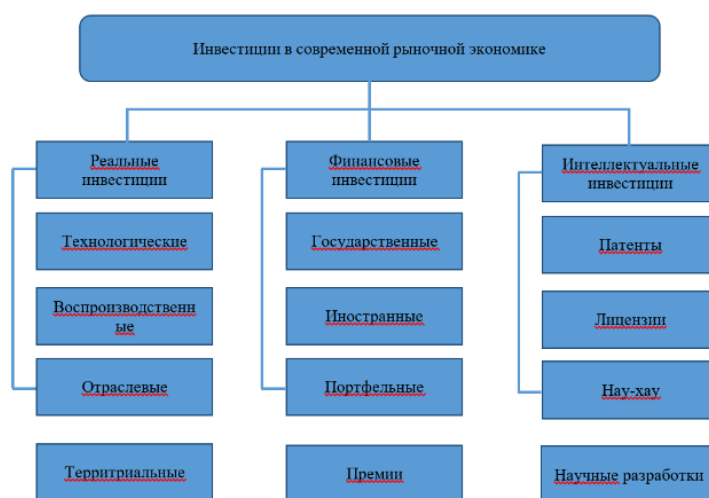 Инвестиции в современной рыночной экономике
Реальные
инвестиции
Финансовые
инвестиции
Интеллектуальные
инвестиции
Технологические
Государственные
Патенты
Воспроизводственн
ые
Иностранные
Лицензии
Отраслевые
Портфельные
Нау-хау
Территриальные
Премии
Научные разработки